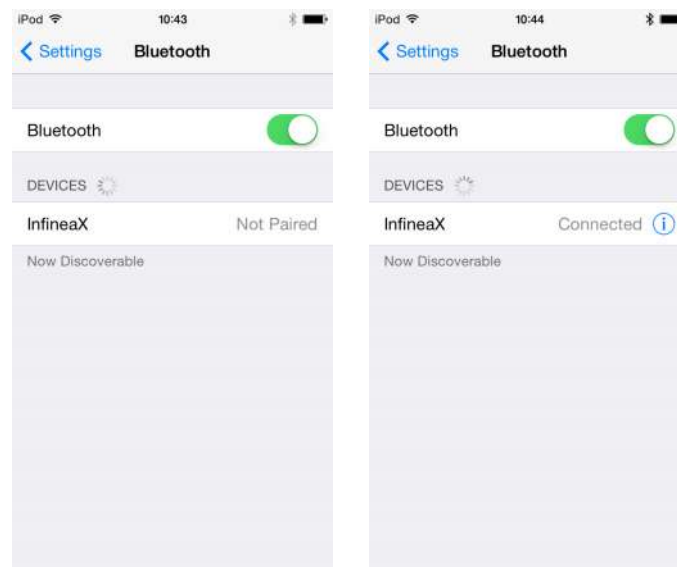 iPod 10:43
Settings Bluetooth
Bluetooth
DEVICES
InfineaX Not Paired
Now Discoverable
iPod 10:44
Settings Bluetooth
Bluetooth
DEVICES
InfineaX Connected
Now Discoverable